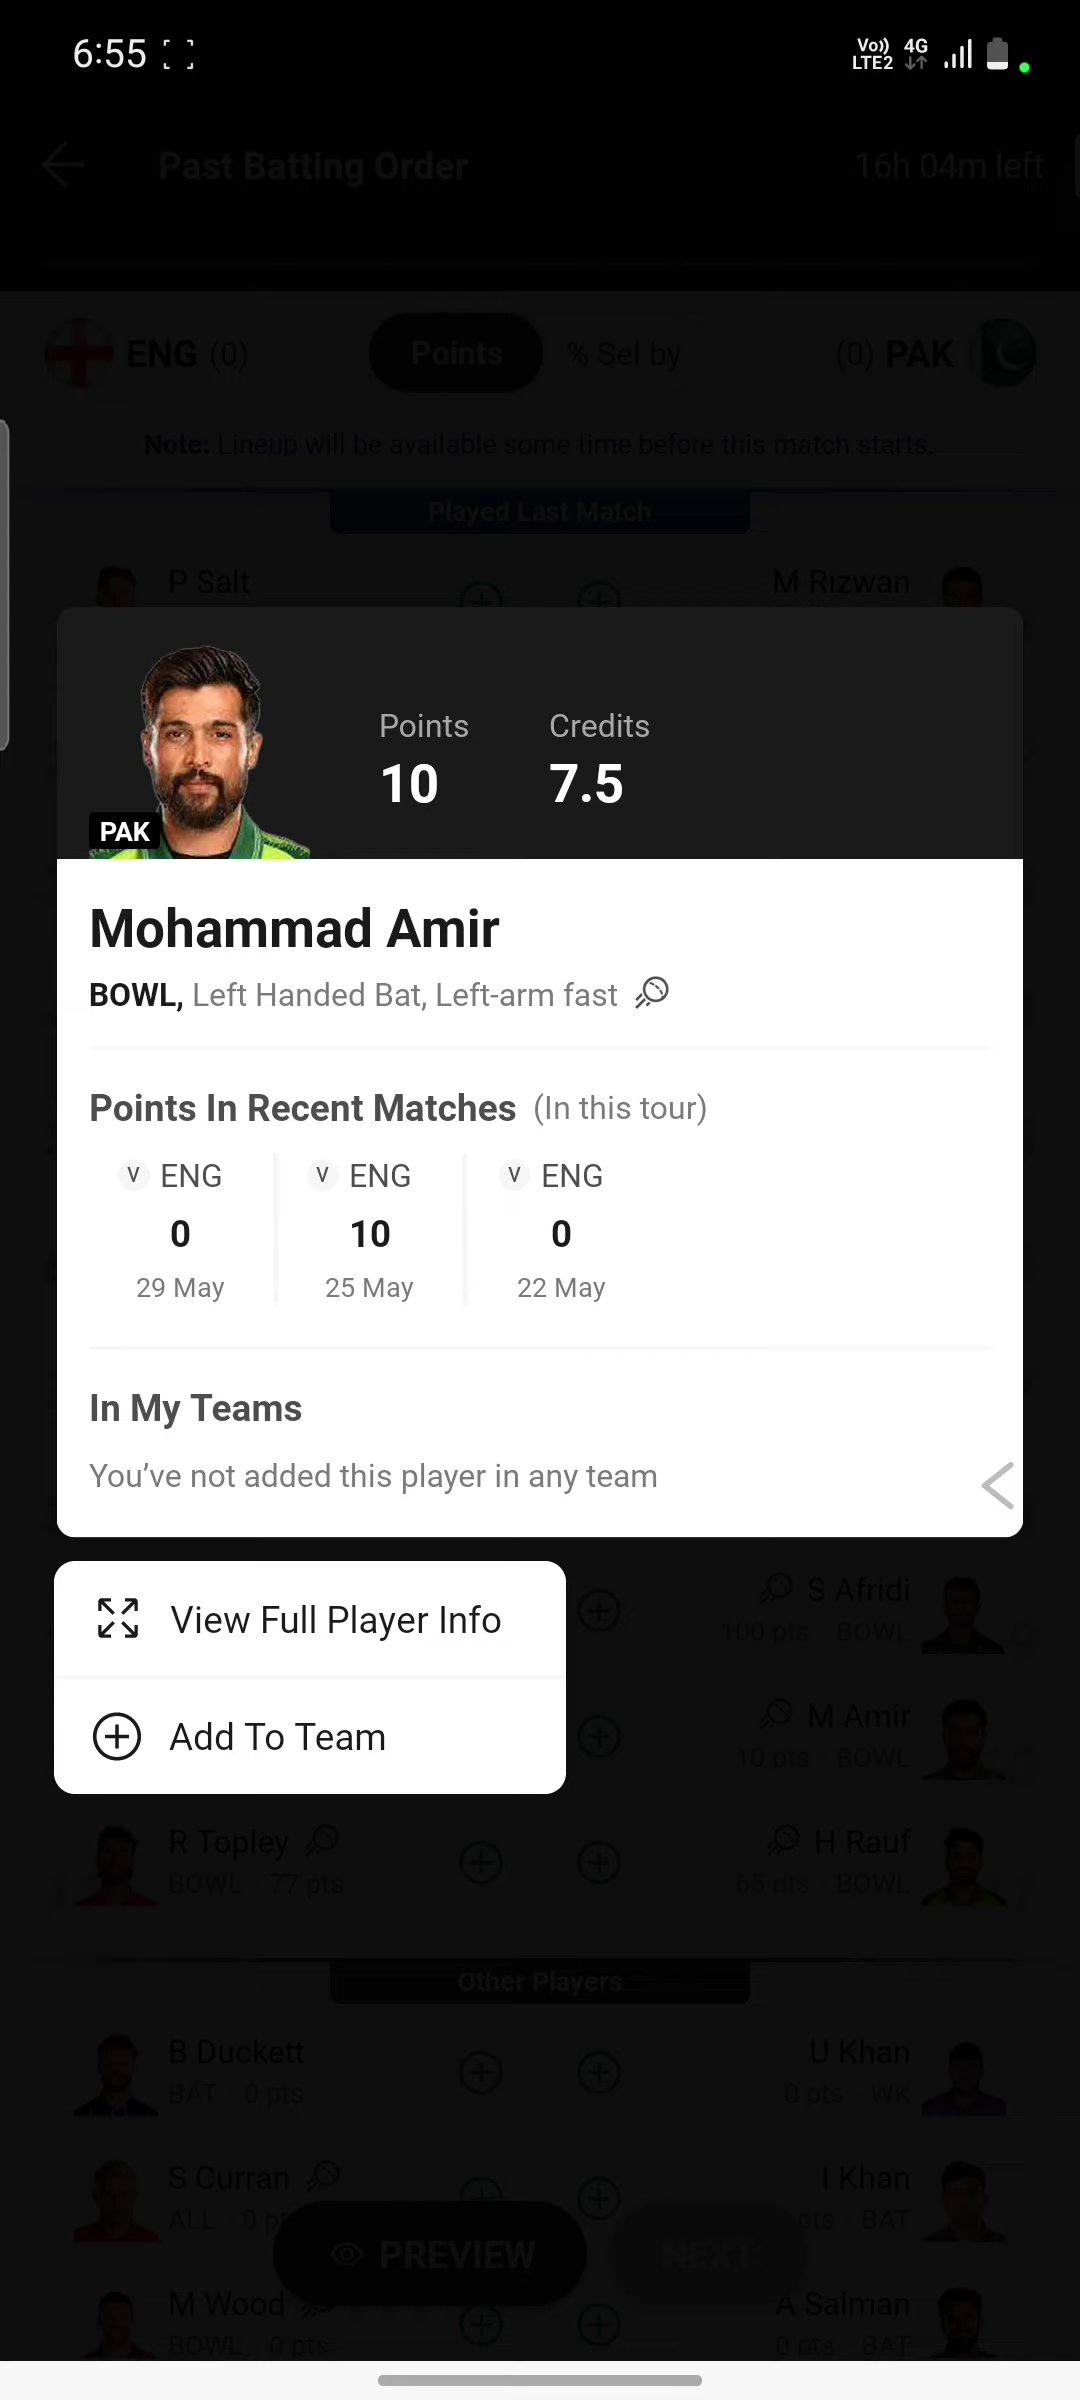 6:55
Vo)) 4G
LTE2
Past Batting Order
16h 04m left
ENG (0)
Points
% Sel by
(0) PAK
Note: Lineup will be available some time before this match starts.
Played Last Match
P Salt
M Rizwan
Points
Credits
10
7.5
PAK
Mohammad Amir
BOWL, Left Handed Bat, Left-arm fast
Points In Recent Matches (In this tour)
V ENG
0
29 May
V ENG
10
25 May
V ENG
0
22 May
In My Teams
You’ve not added this player in any team
View Full Player Info
Add To Team
S Afridi
100 pts · BOWL
M Amir
10 pts · BOWL
R Topley
BOWL · 77 pts
H Rauf
65 pts · BOWL
Other Players
B Duckett
BAT · 0 pts
U Khan
0 pts · WK
S Curran
ALL · 0
I Khan
pts · BAT
PREVIEW
NEXT
M Wood
BOWL · 0 pts
A Salman
0 pts · BAT